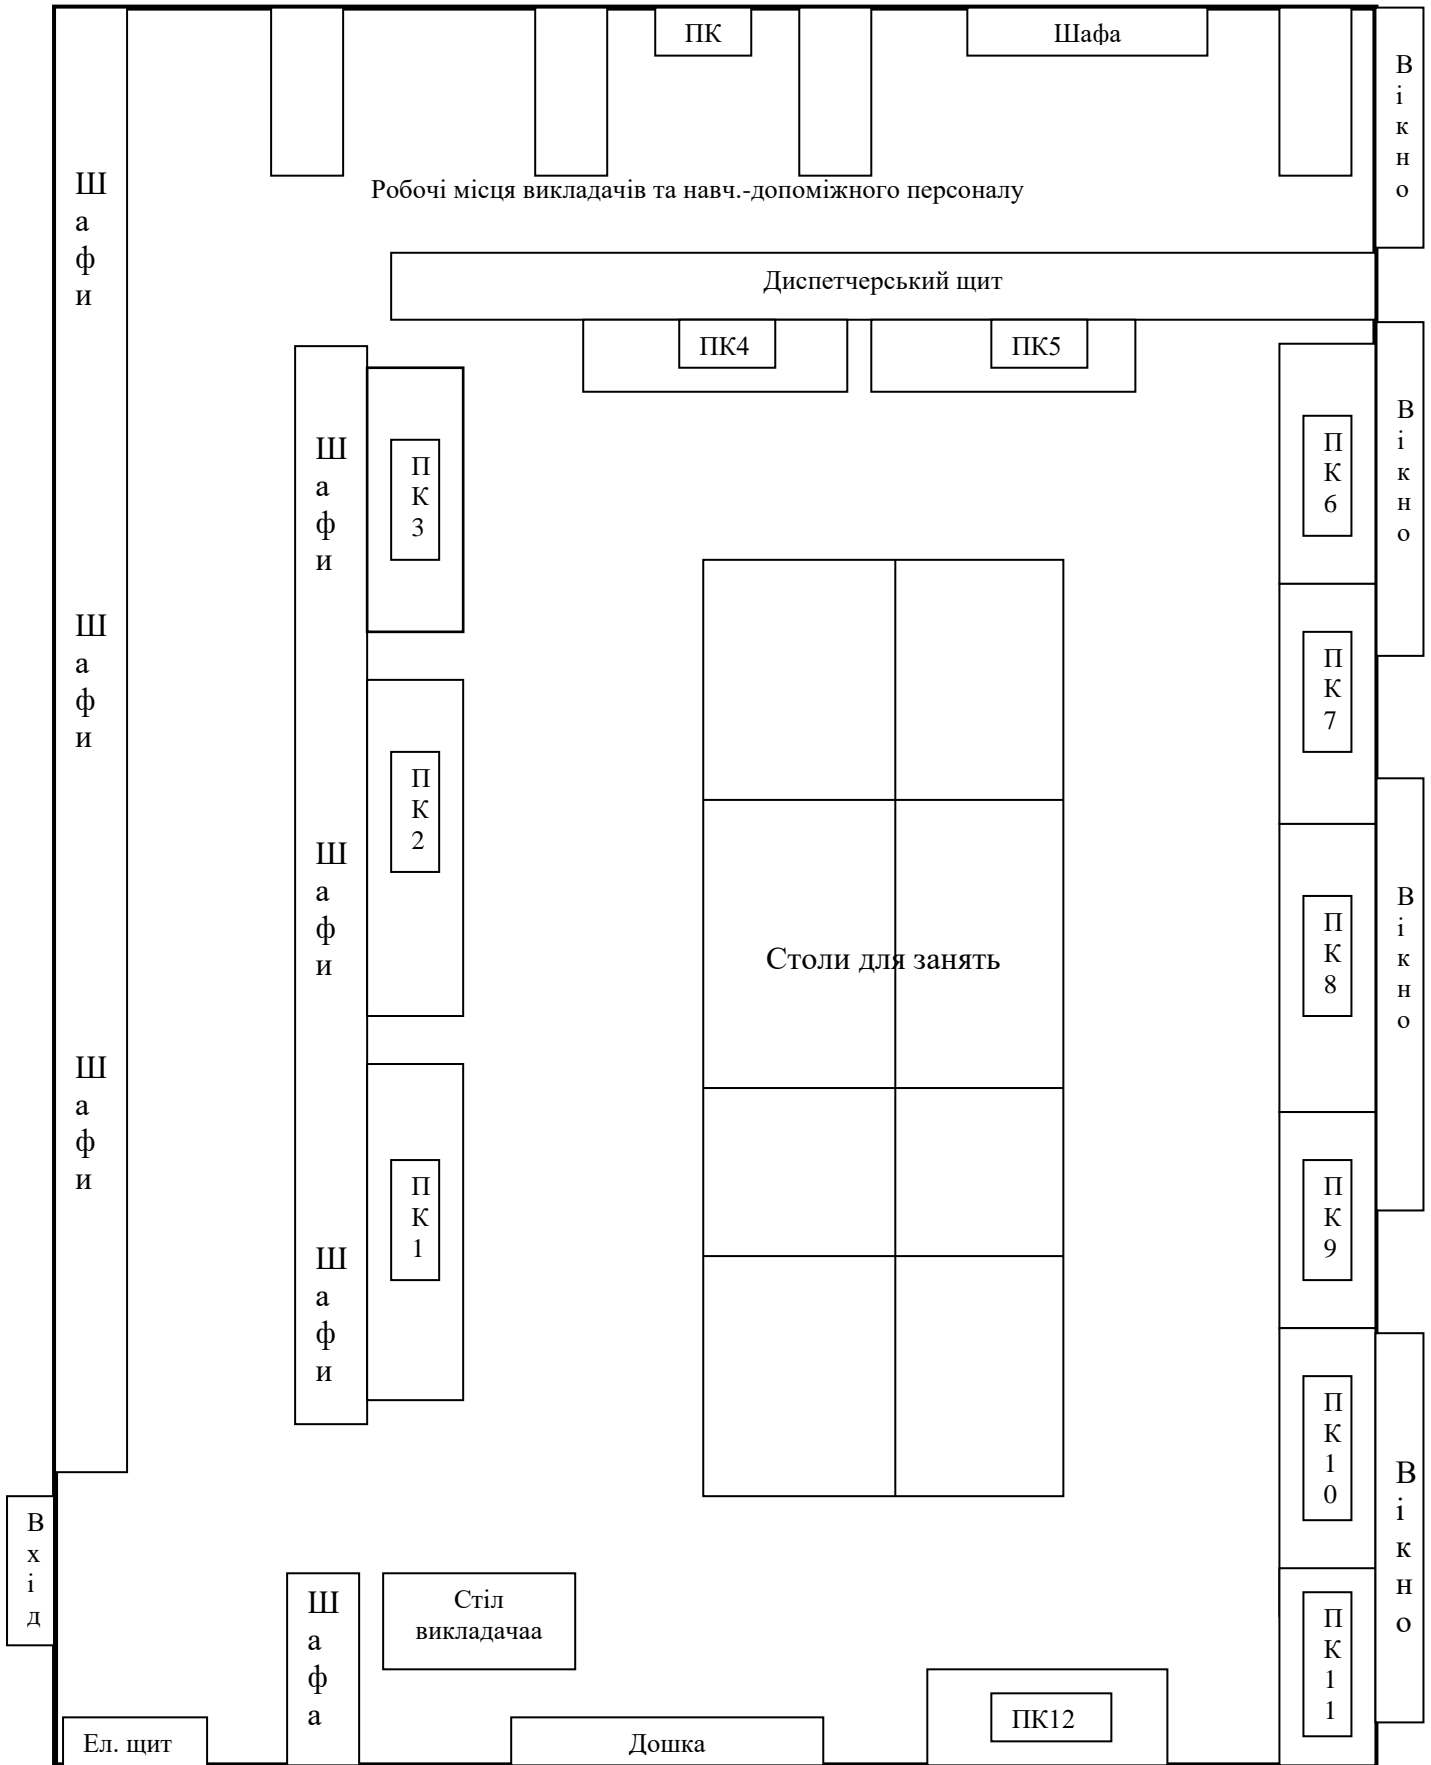 ПК
Шафа
Вікно
Шафи
Робочі місця викладачів та навч.-допоміжного персоналу
Диспетчерський щит
ПК4
ПК5
Вікно
Шафи
ПК3
ПК6
Шафи
ПК7
ПК2
Шафи
ПК8
Вікно
Столи для занять
Шафи
ПК1
ПК9
Шафи
ПК10
Вікно
Вхід
Шафа
Стіл
викладачаа
ПК11
ПК12
Ел. щит
Дошка